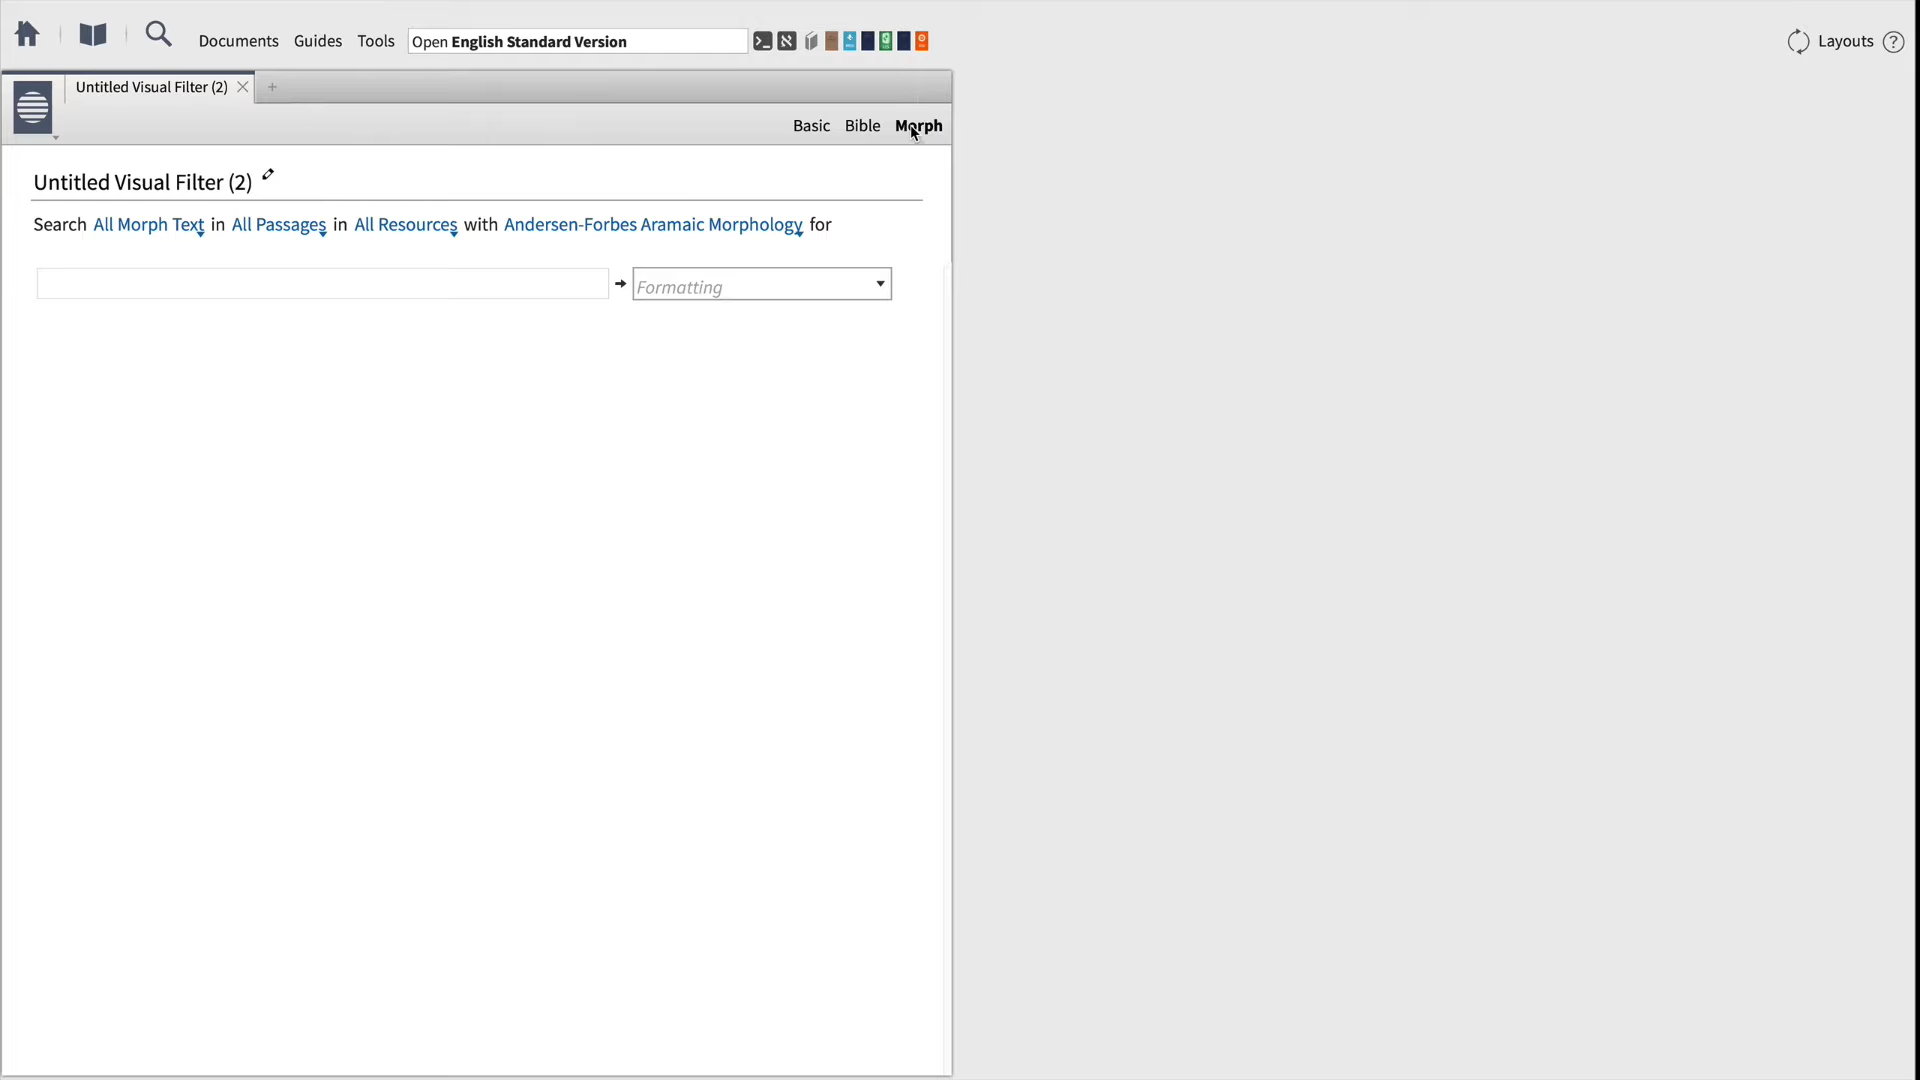 Documents Guides Tools Open English Standard Version Layouts ?
Untitled Visual Filter (2)
Basic Bible Morph
Untitled Visual Filter (2)
Search All Morph Text in All Passages in All Resources with Andersen-Forbes Aramaic Morphology for
Formatting